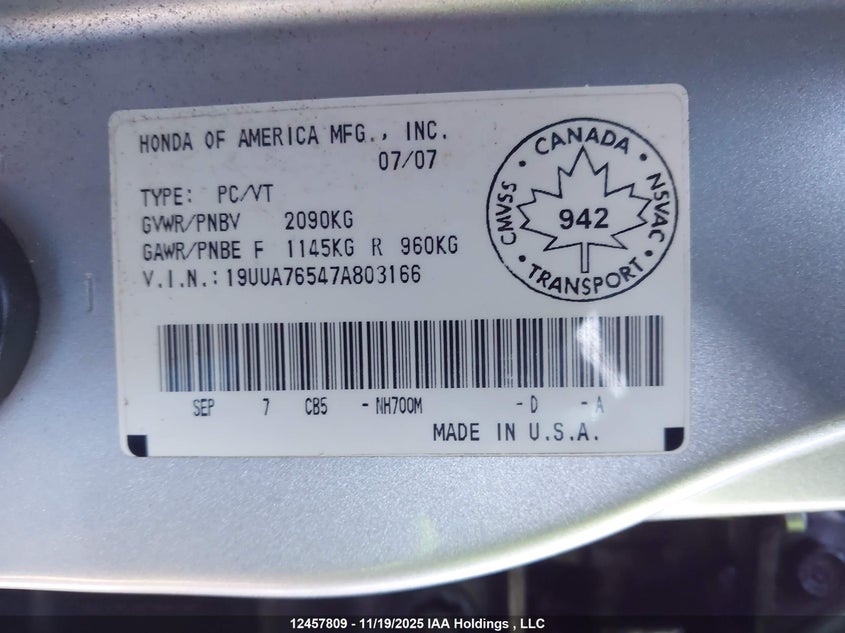 HONDA OF AMERICA MFG., INC.
07/07
TYPE: PC/VT
GVWR/PNBV 2090KG
GAWR/PNBE F 1145KG R 960KG
V.I.N.:19UUA76547A803166
CANADA
CMVSS
942
NSVAC
TRANSPORT
SEP 7 CB5 -NH700M -D -A
MADE IN U.S.A.
12457809 - 11/19/2025 IAA Holdings , LLC